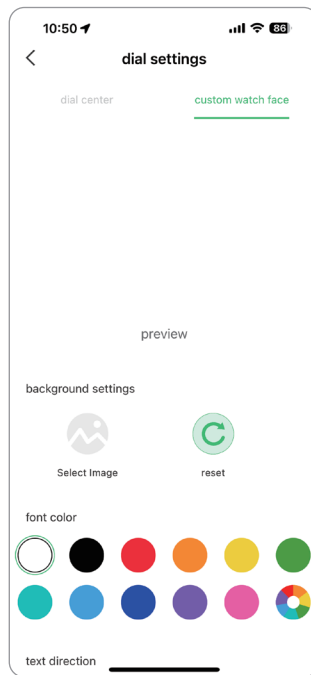 10:50
86
dial settings
dial center
custom watch face
preview
background settings
Select Image
reset
font color
text direction